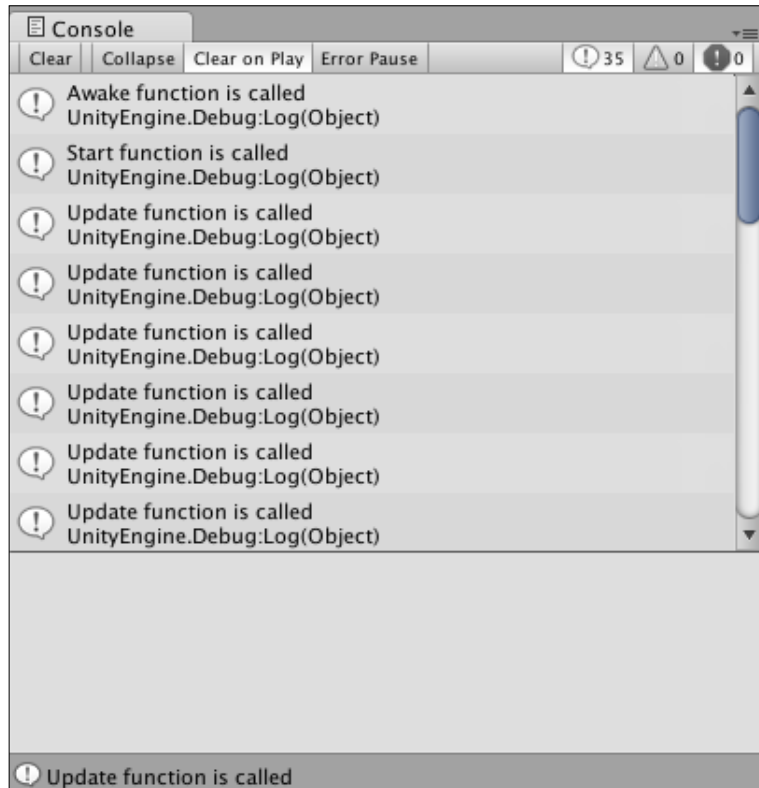 Console
Clear Collapse Clear on Play Error Pause 35 0 0
Awake function is called
UnityEngine.Debug:Log(Object)
Start function is called
UnityEngine.Debug:Log(Object)
Update function is called
UnityEngine.Debug:Log(Object)
Update function is called
UnityEngine.Debug:Log(Object)
Update function is called
UnityEngine.Debug:Log(Object)
Update function is called
UnityEngine.Debug:Log(Object)
Update function is called
UnityEngine.Debug:Log(Object)
Update function is called
UnityEngine.Debug:Log(Object)
Update function is called